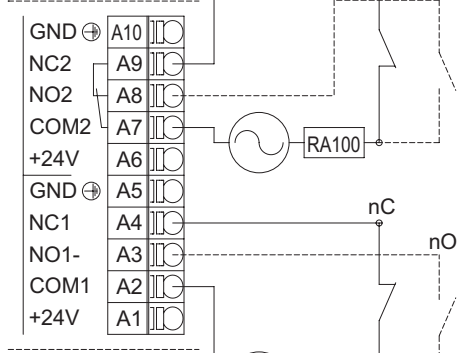 GND A10
NC2 A9
NO2 A8
COM2 A7
+24V A6
GND A5
NC1 A4
NO1- A3
COM1 A2
+24V A1
RA100
nC
nO